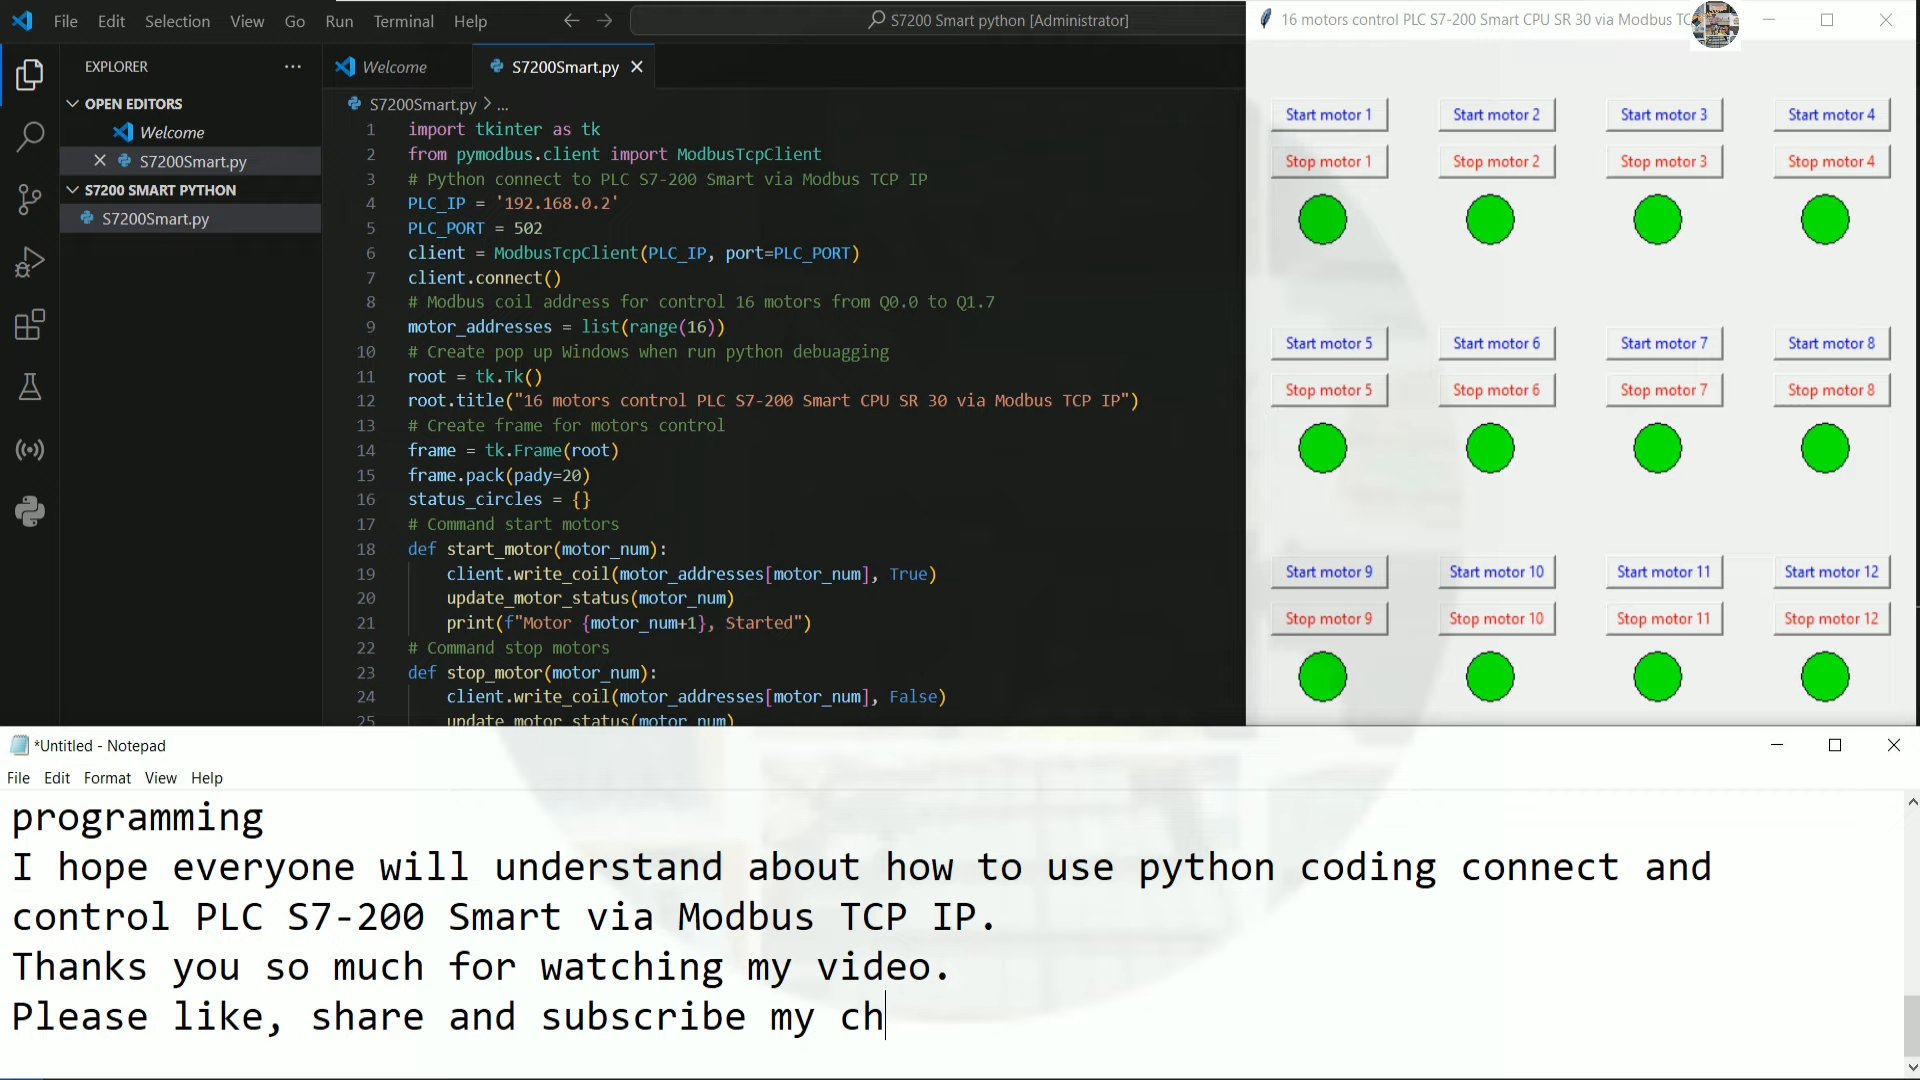 File Edit Selection View Go Run Terminal Help
S7200 Smart python [Administrator]
16 motors control PLC S7-200 Smart CPU SR 30 via Modbus TC
EXPLORER
Welcome
S7200Smart.py
OPEN EDITORS
Welcome
S7200Smart.py
S7200 SMART PYTHON
S7200Smart.py
S7200Smart.py > ...
1 import tkinter as tk
2 from pymodbus.client import ModbusTcpClient
3 # Python connect to PLC S7-200 Smart via Modbus TCP IP
4 PLC_IP = '192.168.0.2'
5 PLC_PORT = 502
6 client = ModbusTcpClient(PLC_IP, port=PLC_PORT)
7 client.connect()
8 # Modbus coil address for control 16 motors from Q0.0 to Q1.7
9 motor_addresses = list(range(16))
10 # Create pop up Windows when run python debuagging
11 root = tk.Tk()
12 root.title("16 motors control PLC S7-200 Smart CPU SR 30 via Modbus TCP IP")
13 # Create frame for motors control
14 frame = tk.Frame(root)
15 frame.pack(pady=20)
16 status_circles = {}
17 # Command start motors
18 def start_motor(motor_num):
19 client.write_coil(motor_addresses[motor_num], True)
20 update_motor_status(motor_num)
21 print(f"Motor {motor_num+1}, Started")
22 # Command stop motors
23 def stop_motor(motor_num):
24 client.write_coil(motor_addresses[motor_num], False)
25 update_motor_status(motor_num)
Start motor 1 Start motor 2 Start motor 3 Start motor 4
Stop motor 1 Stop motor 2 Stop motor 3 Stop motor 4
Start motor 5 Start motor 6 Start motor 7 Start motor 8
Stop motor 5 Stop motor 6 Stop motor 7 Stop motor 8
Start motor 9 Start motor 10 Start motor 11 Start motor 12
Stop motor 9 Stop motor 10 Stop motor 11 Stop motor 12
*Untitled - Notepad
File Edit Format View Help
programming
I hope everyone will understand about how to use python coding connect and
control PLC S7-200 Smart via Modbus TCP IP.
Thanks you so much for watching my video.
Please like, share and subscribe my ch